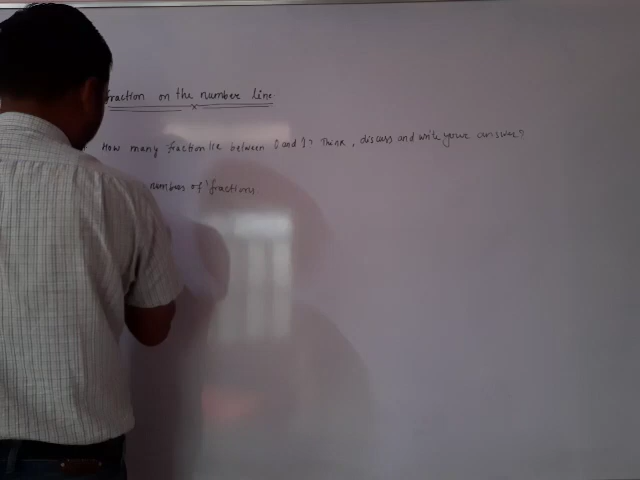 fraction on the number line
How many fraction lie between 0 and 1? Think, discuss and write your answer?
numbers of fractions